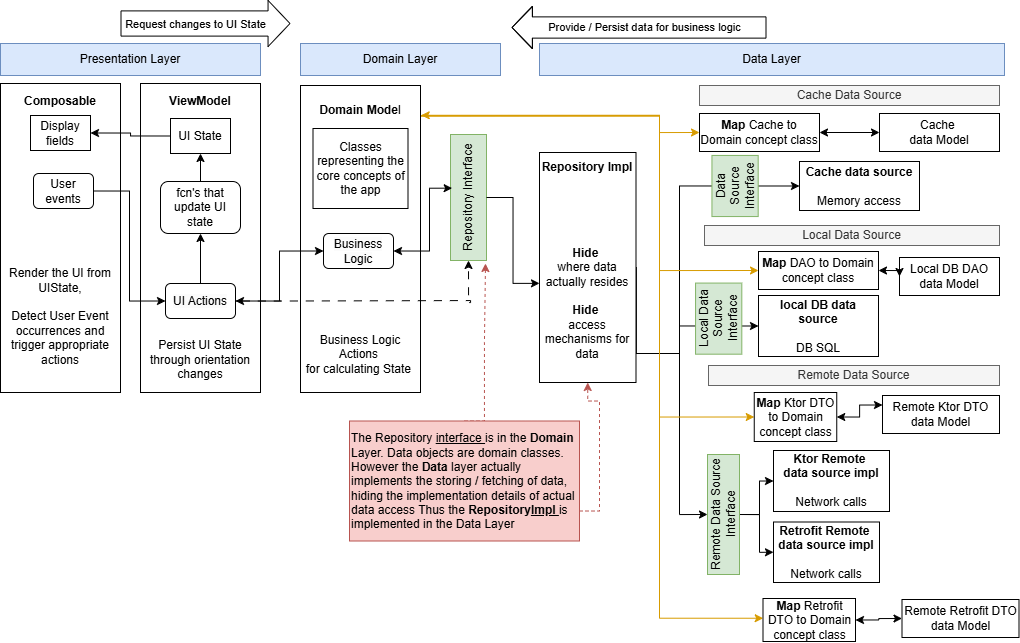 Request changes to UI State
Provide / Persist data for business logic
Presentation Layer
Domain Layer
Data Layer
Composable
Display
fields
User
events
Render the UI from
UIState,
Detect User Event
occurrences and
trigger appropriate
actions
ViewModel
UI State
fcn's that
update UI
state
UI Actions
Persist UI State
through orientation
changes
Domain Model
Classes
representing the
core concepts of
the app
Business
Logic
Business Logic
Actions
for calculating State
Repository Interface
Repository Impl
Hide
where data
actually resides
Hide
access
mechanisms for
data
The Repository interface is in the Domain
Layer. Data objects are domain classes.
However the Data layer actually
implements the storing / fetching of data,
hiding the implementation details of actual
data access Thus the RepositoryImpl is
implemented in the Data Layer
Cache Data Source
Map Cache to
Domain concept class
Cache
data Model
Data
Source
Interface
Cache data source
Memory access
Local Data Source
Map DAO to Domain
concept class
Local DB DAO
data Model
Local Data
Source
Interface
local DB data
source
DB SQL
Remote Data Source
Map Ktor DTO
to Domain
concept class
Remote Ktor DTO
data Model
Remote Data Source
Interface
Ktor Remote
data source impl
Network calls
Retrofit Remote
data source impl
Network calls
Map Retrofit
DTO to Domain
concept class
Remote Retrofit DTO
data Model